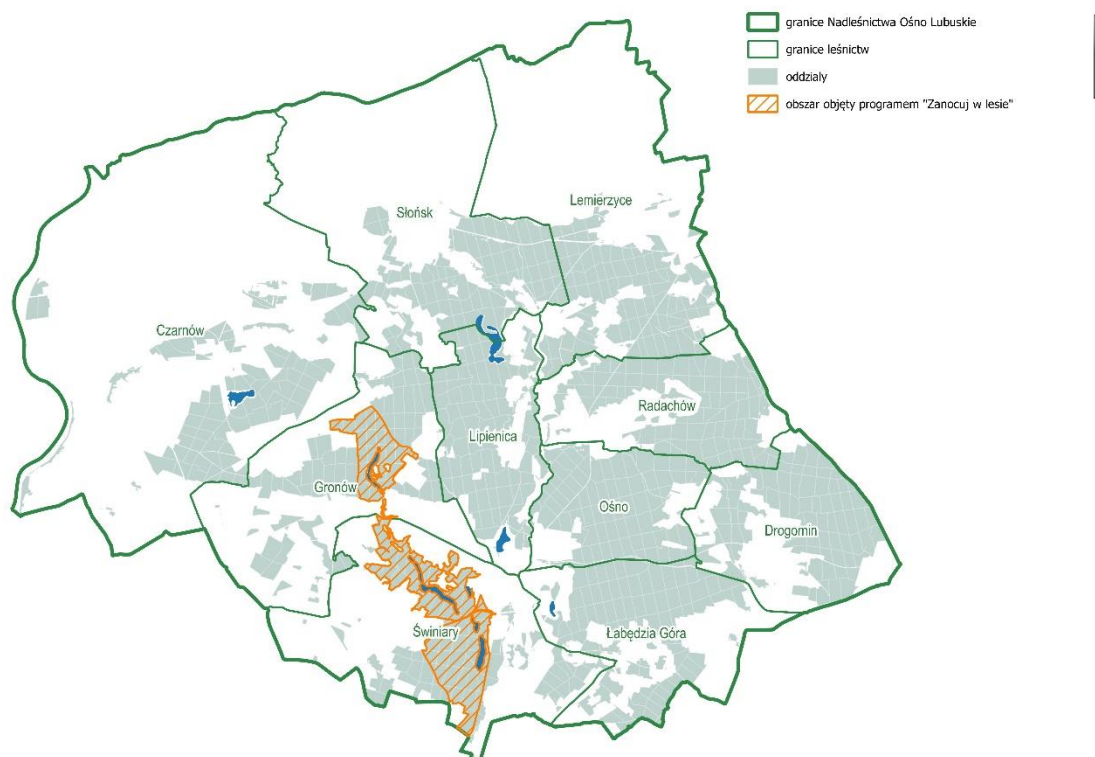 granice Nadleśnictwa Ośno Lubuskie
granice leśnictw
oddziały
obszar objęty programem "Zanocuj w lesie"
Słońsk
Lemierzyce
Czarnów
Radachów
Lipienica
Gronów
Ośno
Drogomin
Świniary
Łabędzia Góra